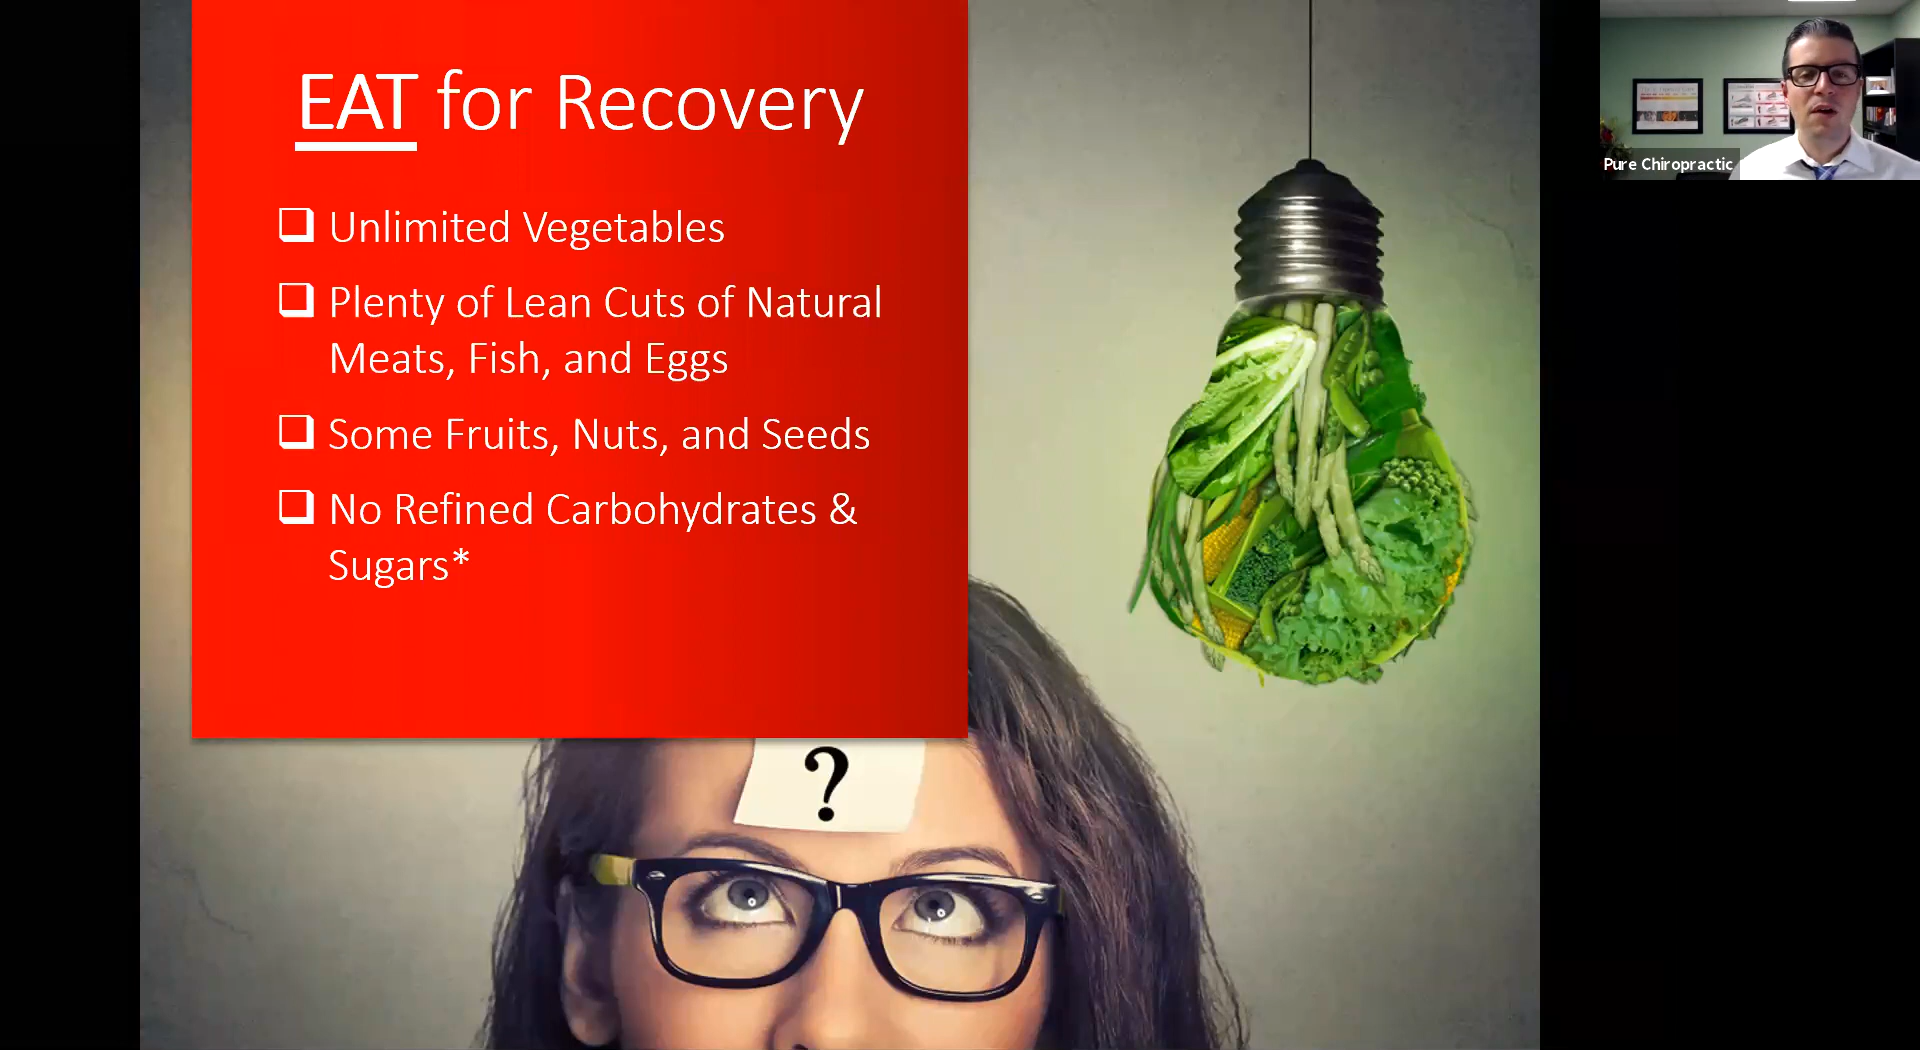 EAT for Recovery
Unlimited Vegetables
Plenty of Lean Cuts of Natural
Meats, Fish, and Eggs
Some Fruits, Nuts, and Seeds
No Refined Carbohydrates &
Sugars*
?
Pure Chiropractic